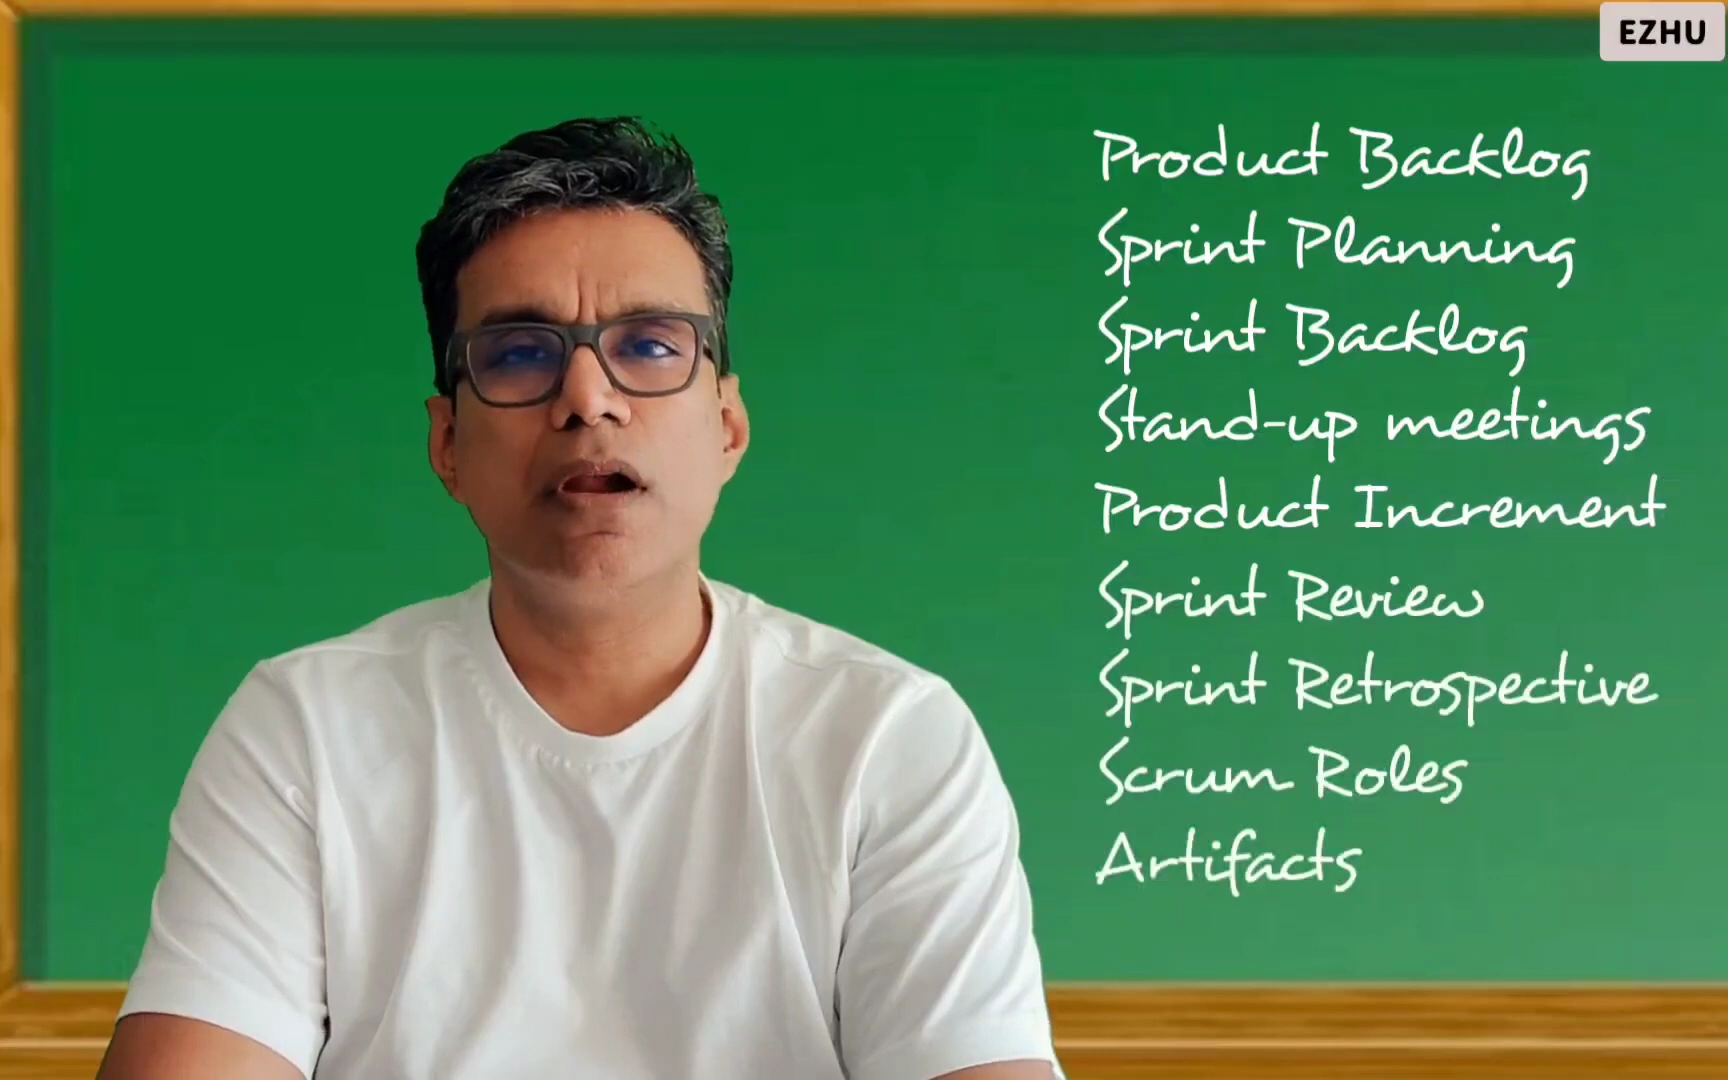 EZHU
Product Backlog
Sprint Planning
Sprint Backlog
Stand-up meetings
Product Increment
Sprint Review
Sprint Retrospective
Scrum Roles
Artifacts